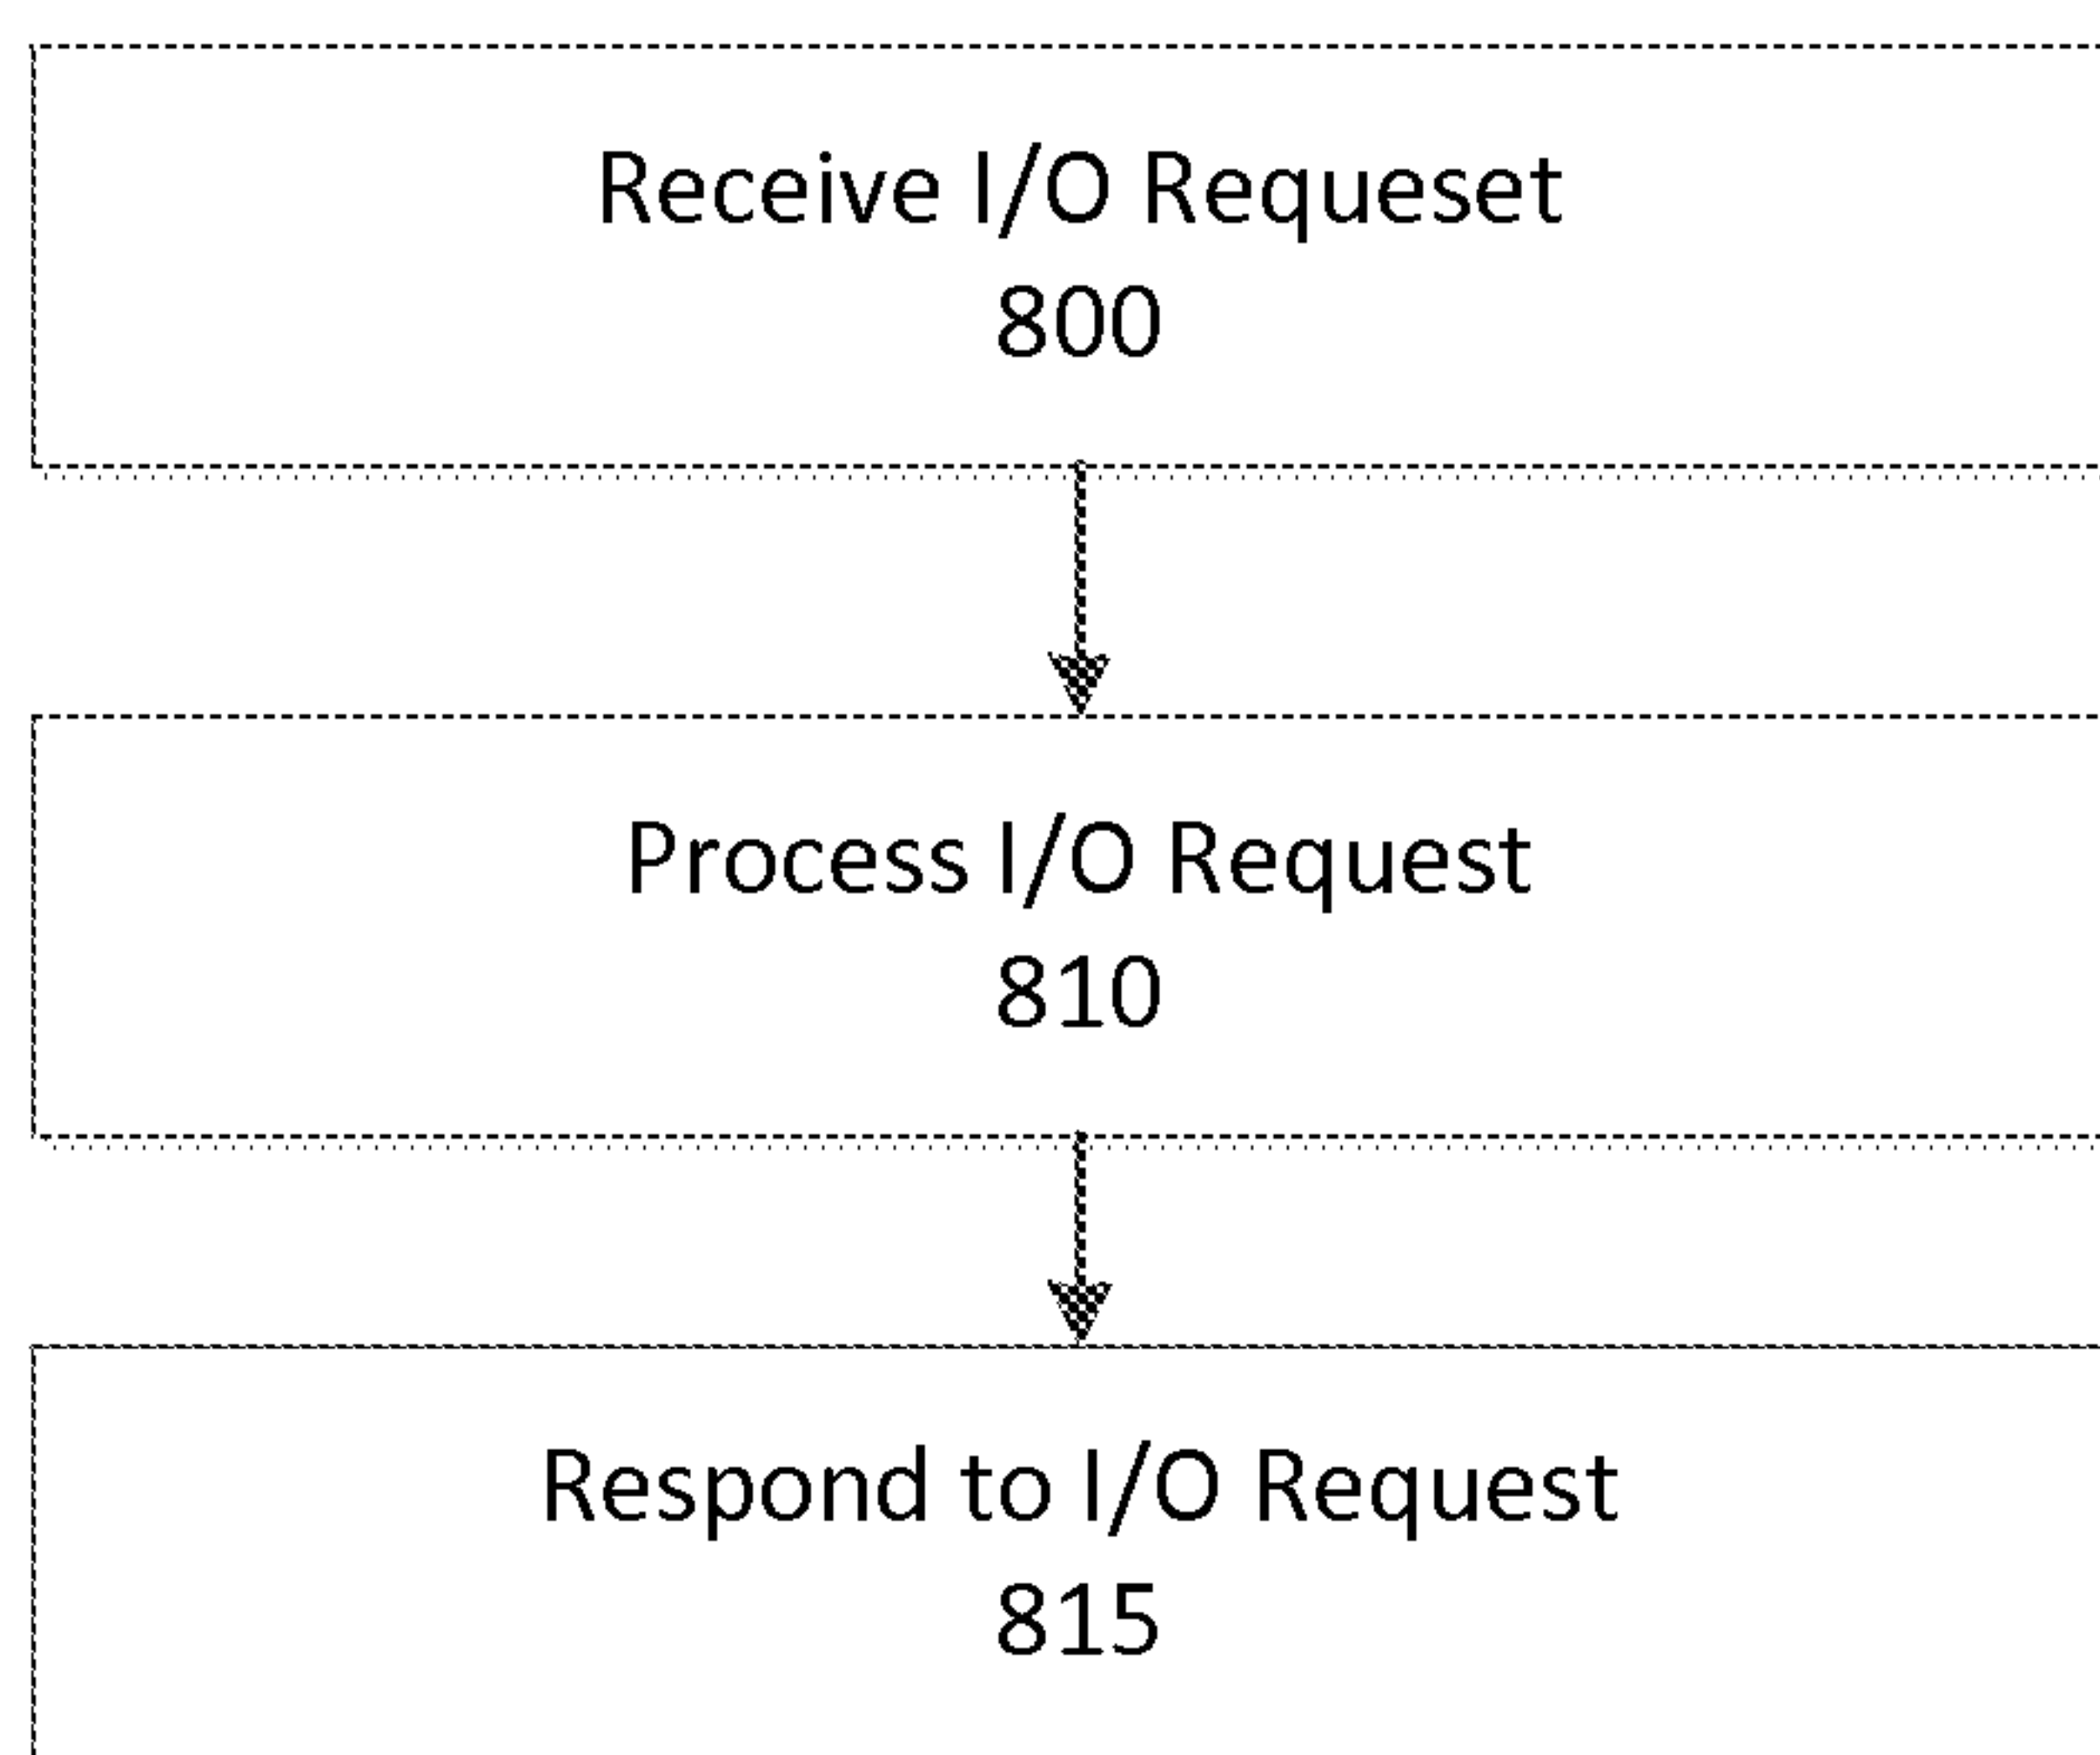 Receive I/O Requeset
800
Process I/O Request
810
Respond to I/O Request
815